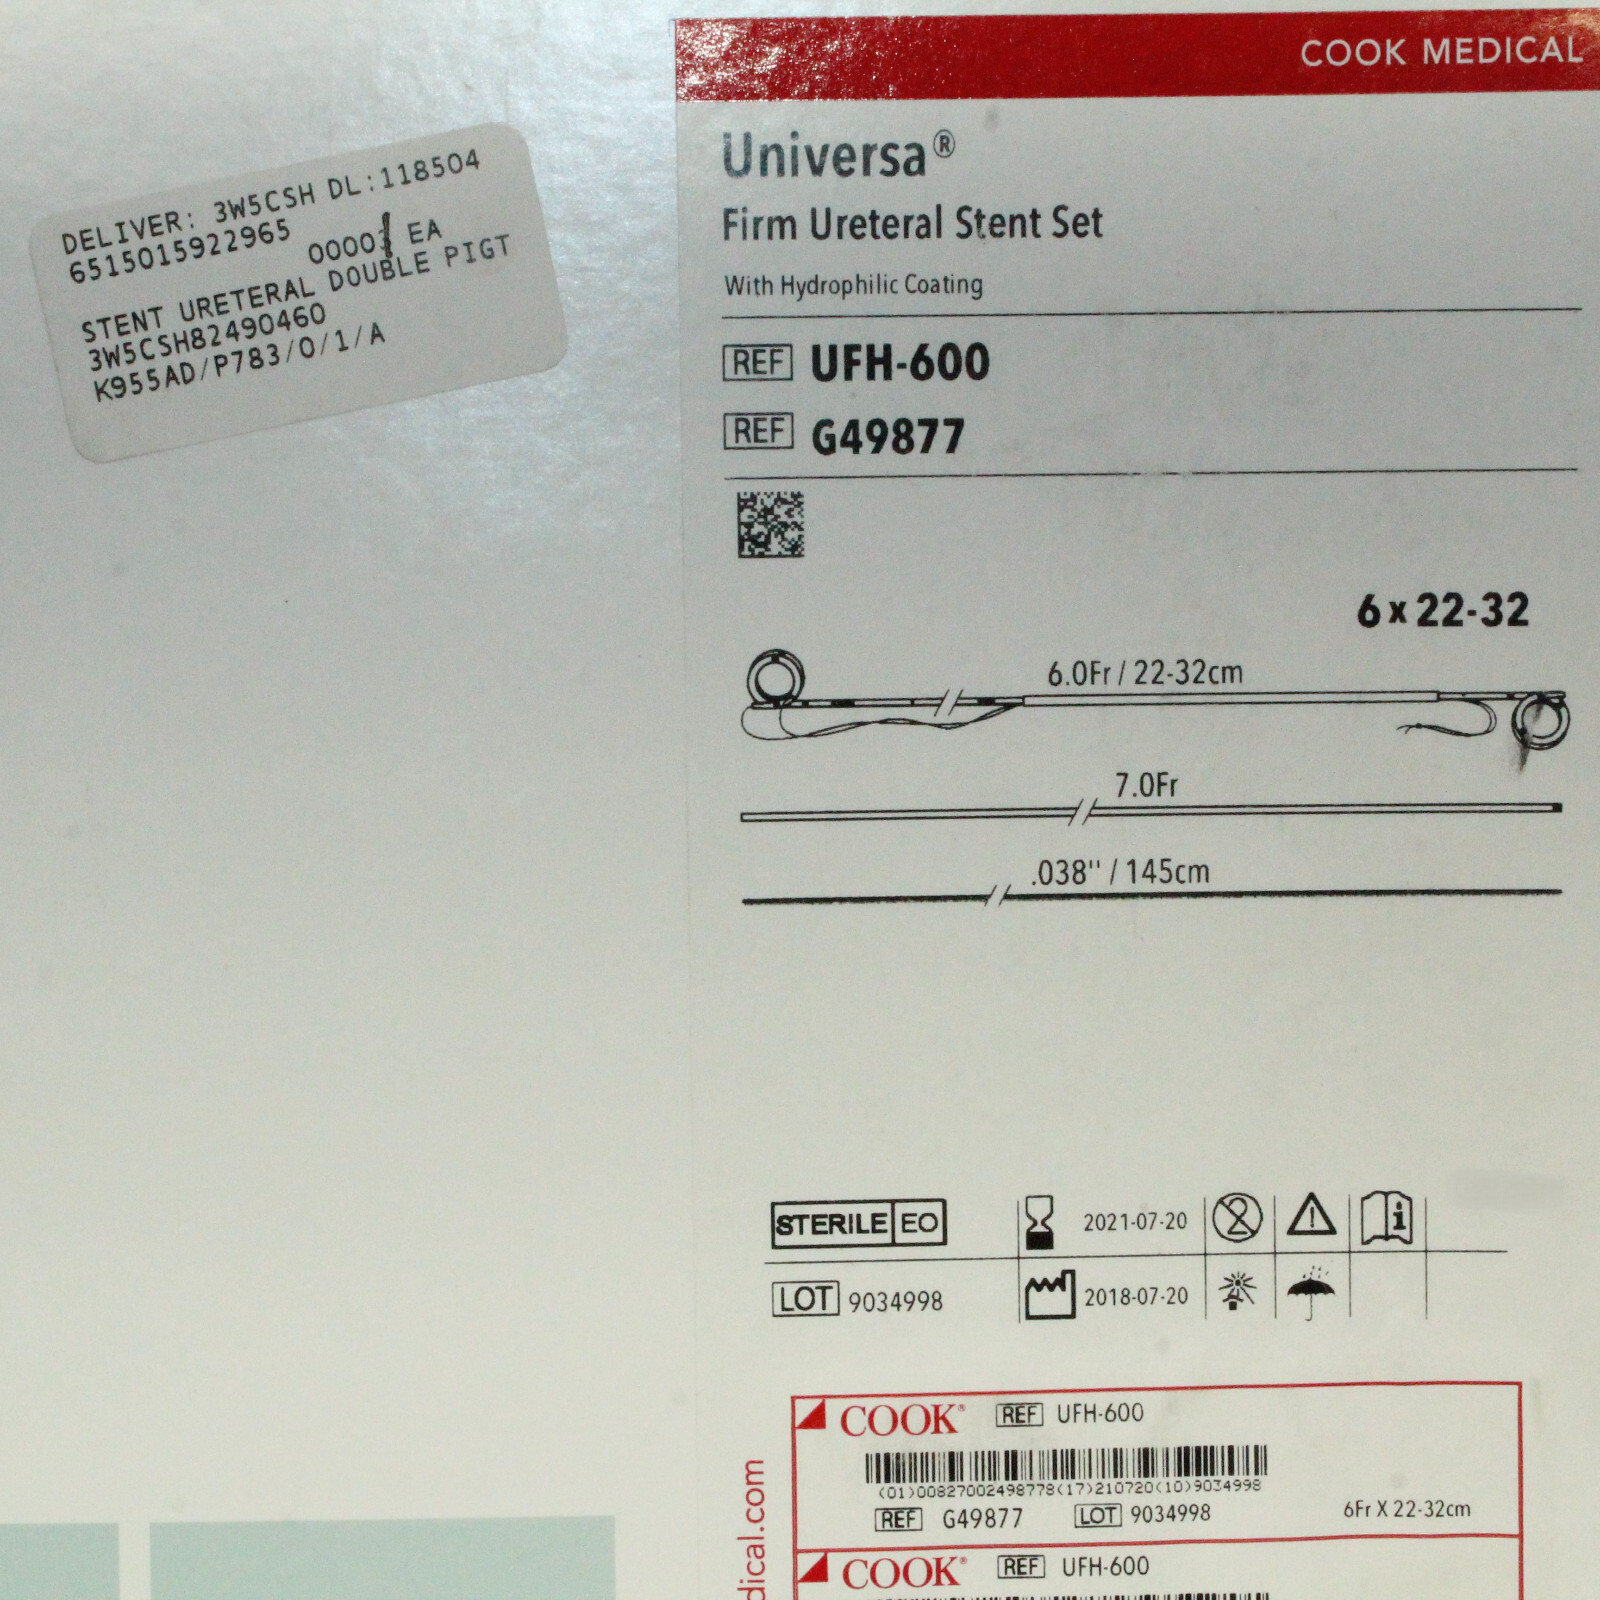 COOK MEDICAL
DELIVER: 3W5CSH DL:118504
6515015922965
EA
STENT URETERAL DOUBLE PIGT
3W5CSH82490460
K955AD/P783/0/1/A
Universa®
Firm Ureteral Stent Set
With Hydrophilic Coating
REF UFH-600
REF G49877
6 x 22-32
6.0Fr / 22-32cm
7.0Fr
.038" / 145cm
STERILE EO 2021-07-20
LOT 9034998 2018-07-20
COOK® REF UFH-600
(01)00827002498778(17)210720(10)9034998
REF G49877 LOT 9034998 6Fr X 22-32cm
COOK® REF UFH-600
dical.com